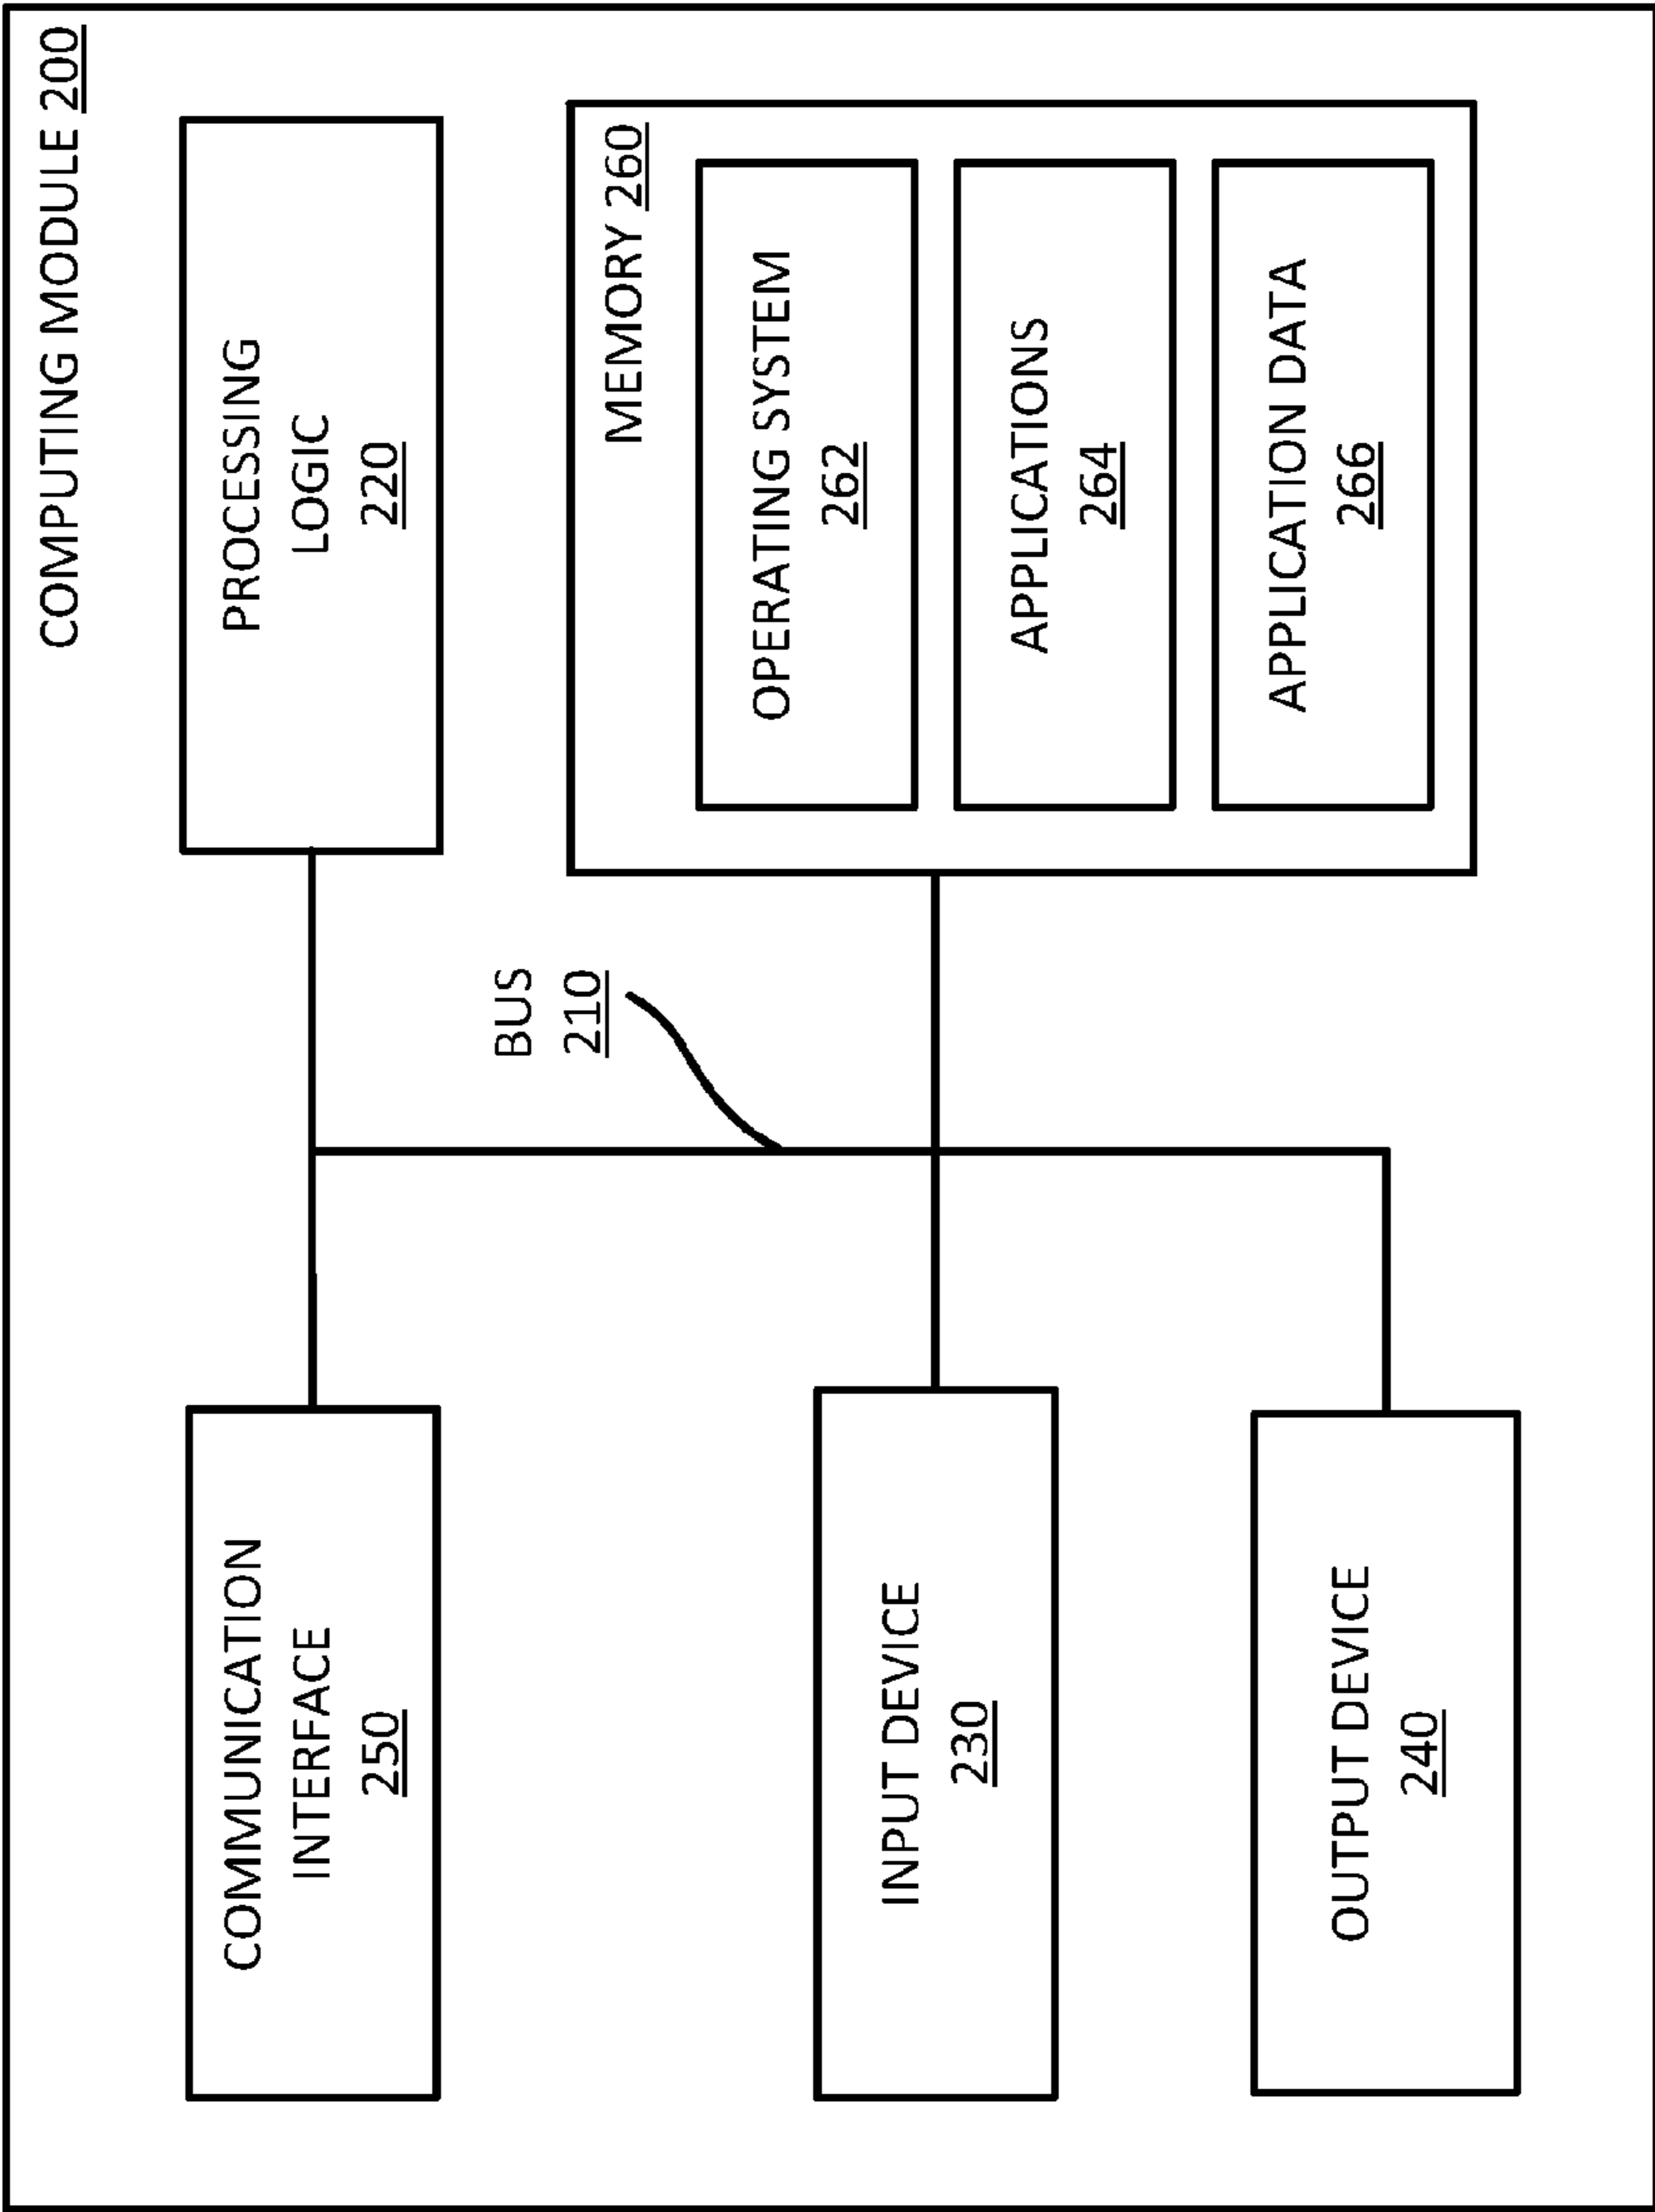 COMPUTING MODULE 200
COMMUNICATION
INTERFACE
250
PROCESSING
LOGIC
220
BUS
210
MEMORY 260
OPERATING SYSTEM
262
APPLICATIONS
264
APPLICATION DATA
266
INPUT DEVICE
230
OUTPUT DEVICE
240